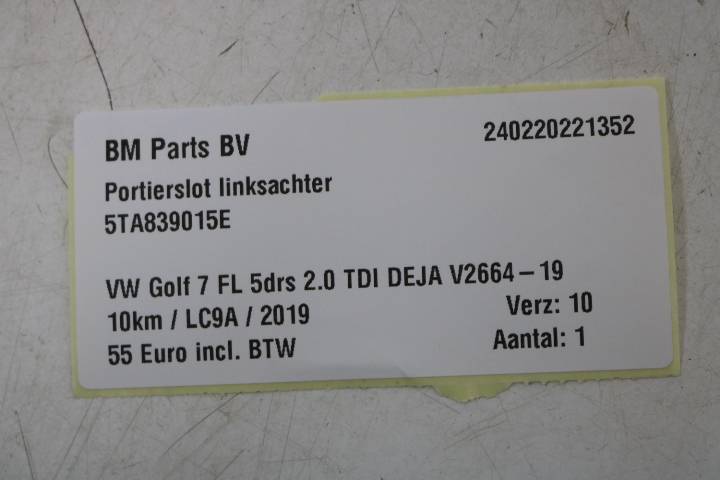 BM Parts BV 240220221352
Portierslot linksachter
5TA839015E
VW Golf 7 FL 5drs 2.0 TDI DEJA V2664-19
10km / LC9A / 2019 Verz: 10
55 Euro incl. BTW Aantal: 1